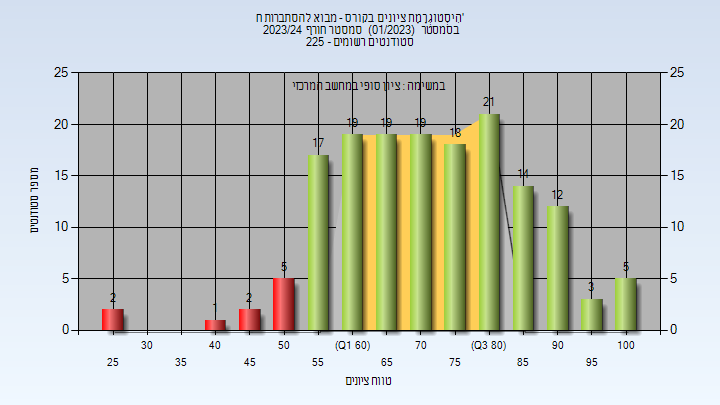 הִיסְטוֹגְרָמַת ציונים בקורס - מבוא להסתברות ח'
בסמסטר (01/2023) סמסטר חורף 2023/24
סטודנטים רשומים - 225
במשימה : ציון סופי במחשב המרכזי
מספר סטודנטים
25 20 15 10 5 0
25 20 15 10 5 0
2 1 2 5 17 19 19 19 18 21 14 12 3 5
30 40 50 (Q1 60) 70 (Q3 80) 90 100
25 35 45 55 65 75 85 95
טווח ציונים